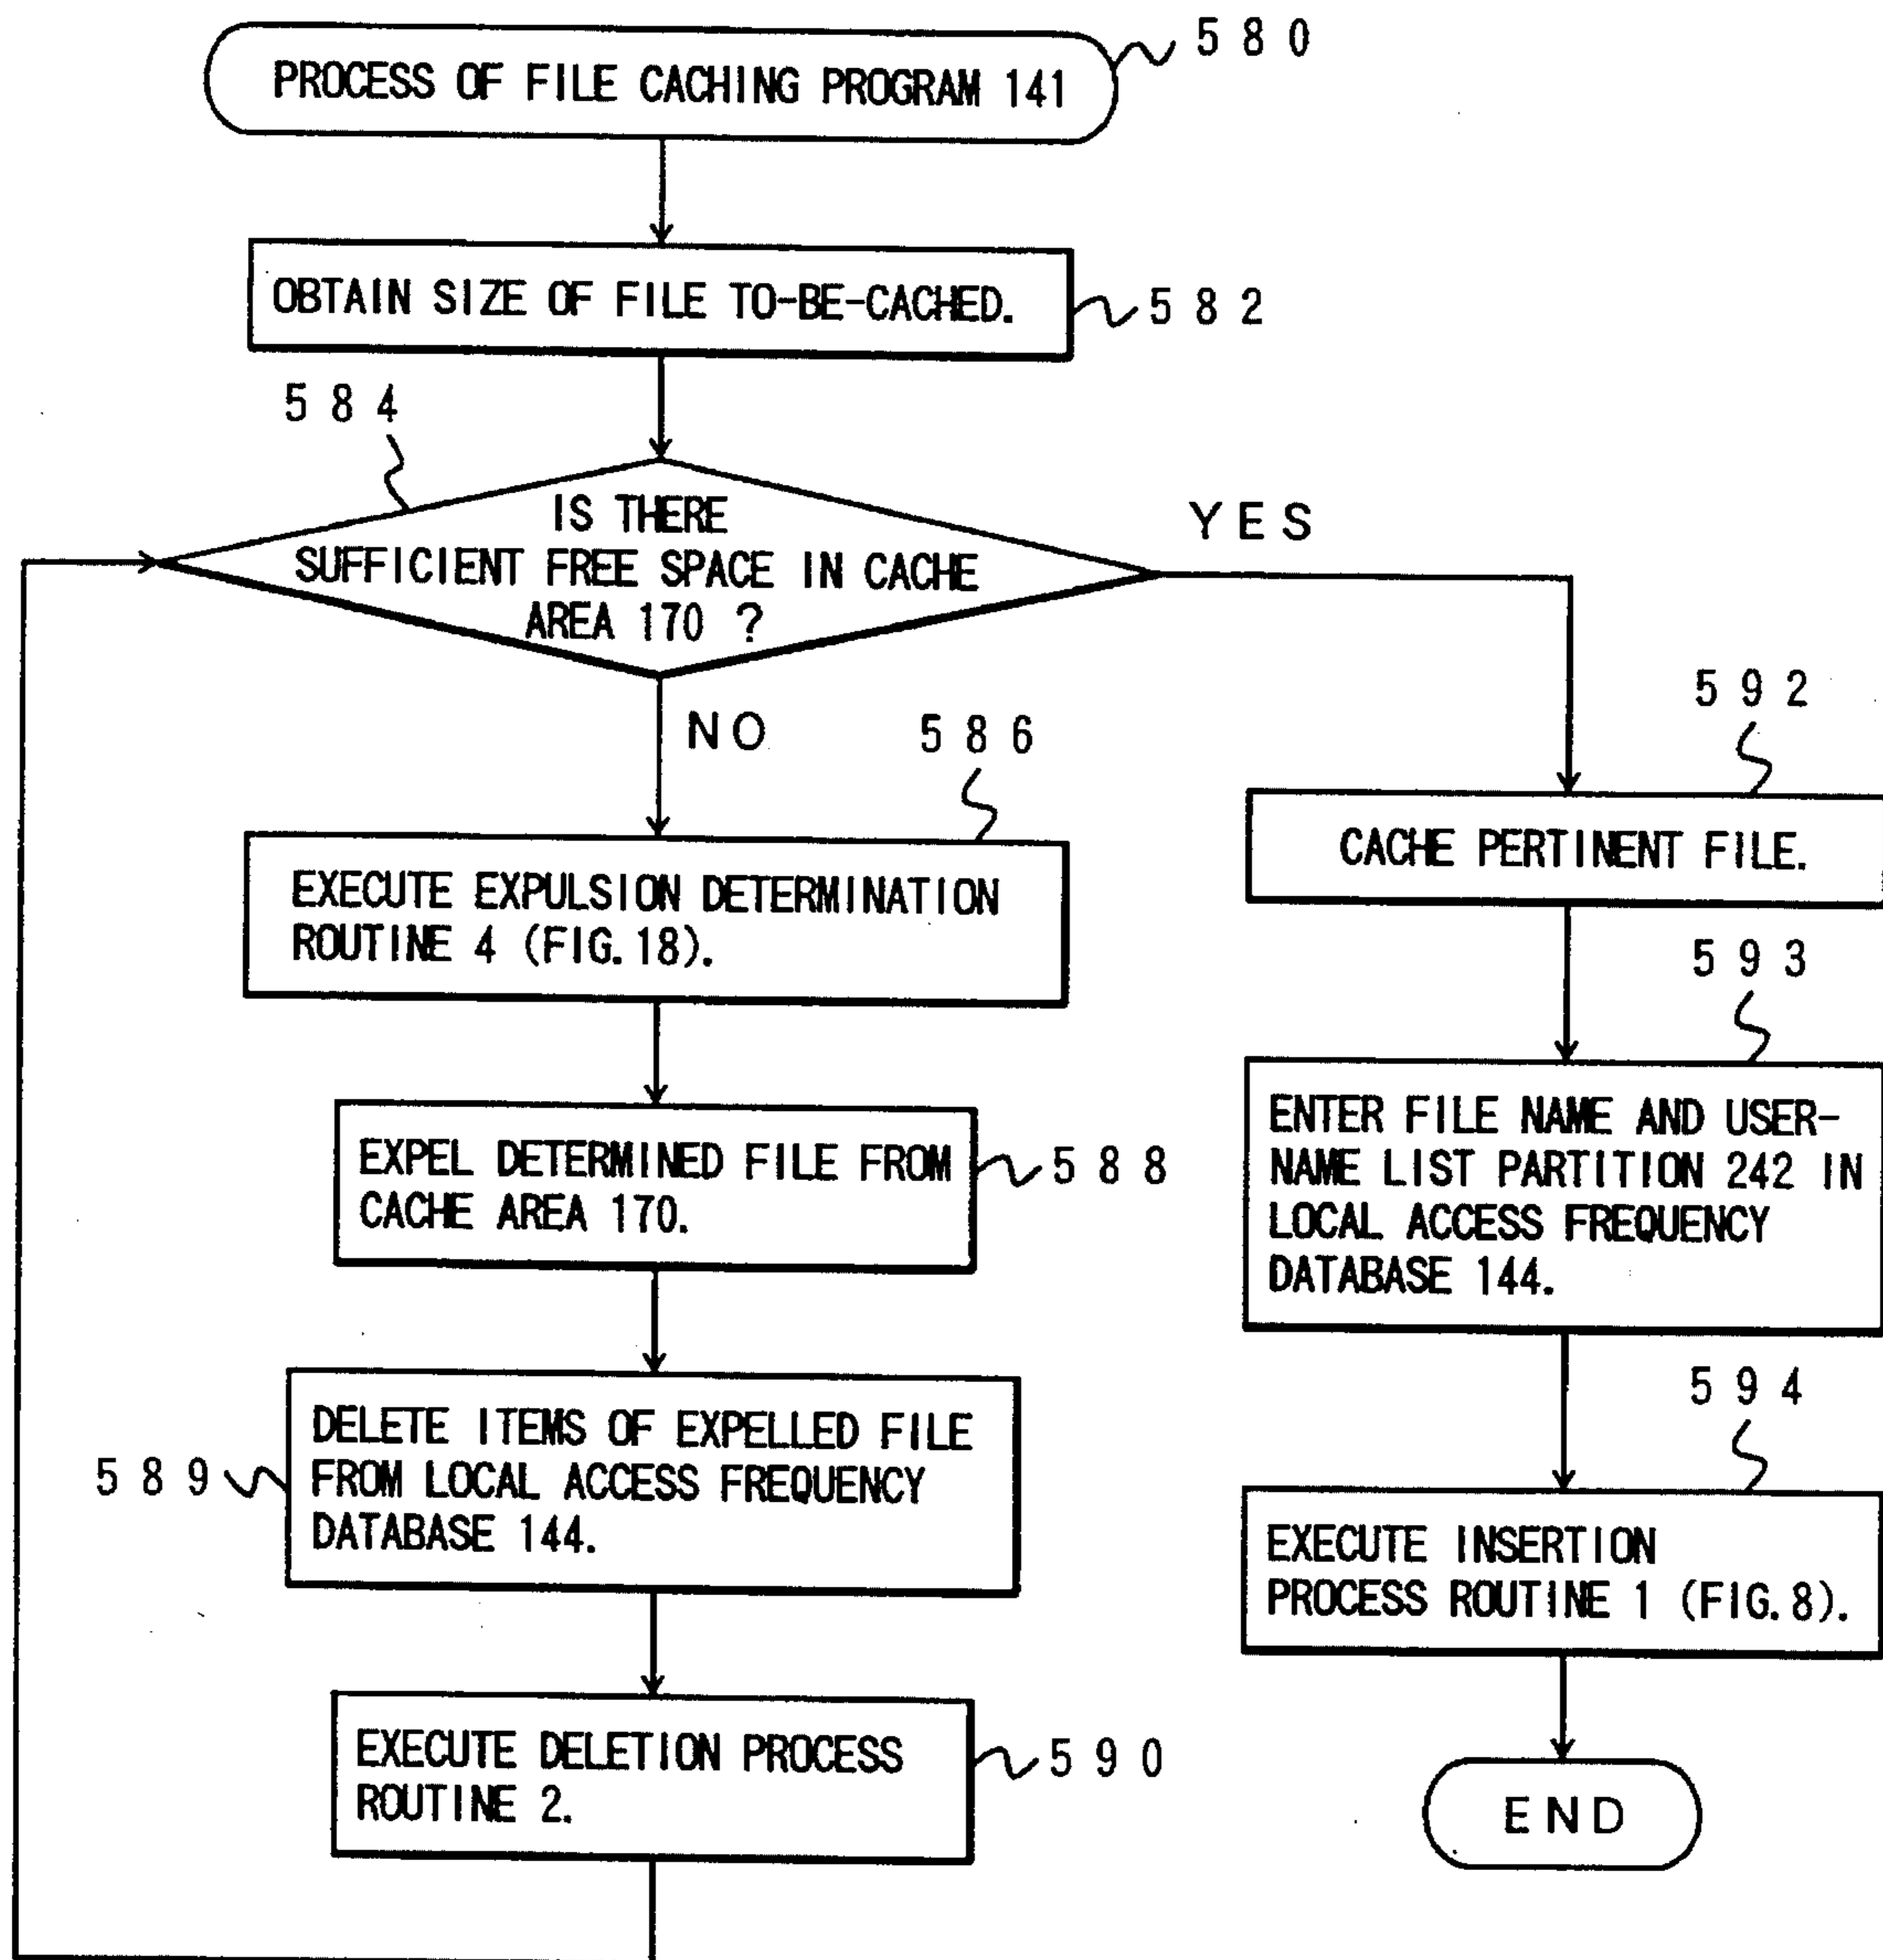 PROCESS OF FILE CACHING PROGRAM 141
580
OBTAIN SIZE OF FILE TO-BE-CACHED.
582
584
IS THERE
SUFFICIENT FREE SPACE IN CACHE
AREA 170 ?
YES
NO
586
EXECUTE EXPULSION DETERMINATION
ROUTINE 4 (FIG.18).
EXPEL DETERMINED FILE FROM
CACHE AREA 170.
588
DELETE ITEMS OF EXPELLED FILE
FROM LOCAL ACCESS FREQUENCY
DATABASE 144.
589
EXECUTE DELETION PROCESS
ROUTINE 2.
590
592
CACHE PERTINENT FILE.
593
ENTER FILE NAME AND USER-
NAME LIST PARTITION 242 IN
LOCAL ACCESS FREQUENCY
DATABASE 144.
594
EXECUTE INSERTION
PROCESS ROUTINE 1 (FIG.8).
END